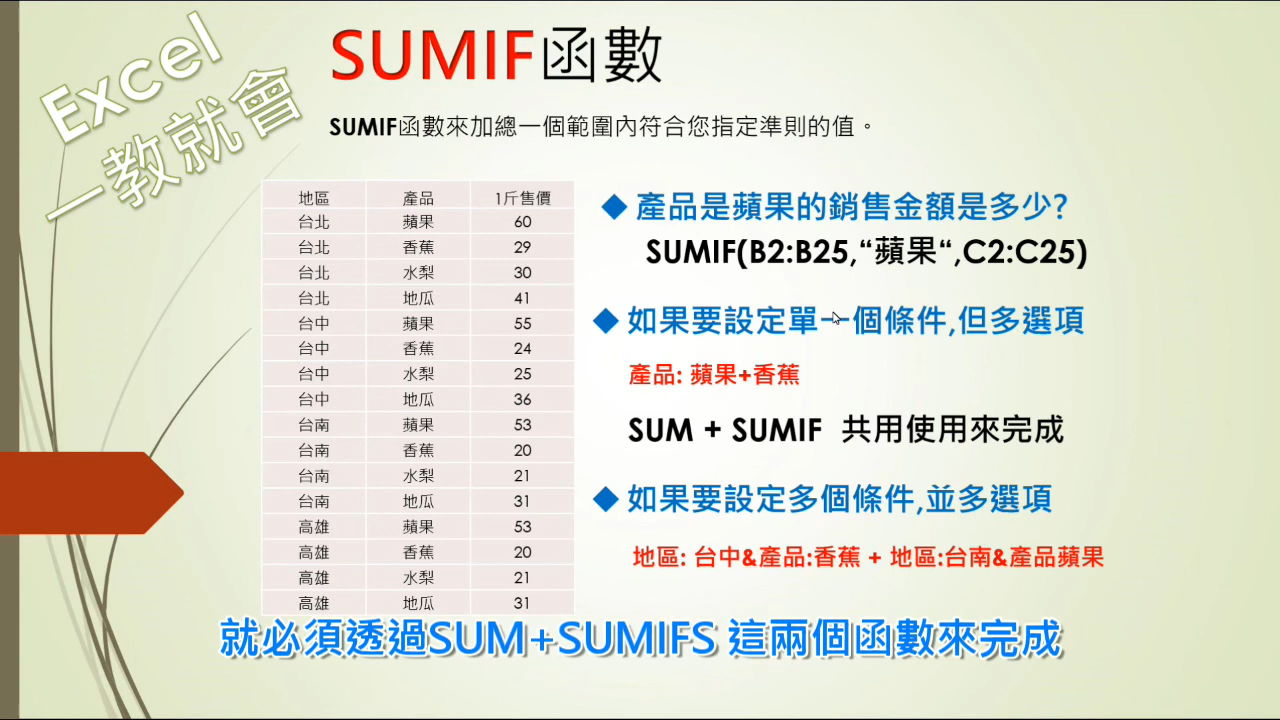 Excel
一教就會
SUMIF函數
SUMIF函數來加總一個範圍內符合您指定準則的值。
地區 產品 1斤售價
台北 蘋果 60
台北 香蕉 29
台北 水梨 30
台北 地瓜 41
台中 蘋果 55
台中 香蕉 24
台中 水梨 25
台中 地瓜 36
台南 蘋果 53
台南 香蕉 20
台南 水梨 21
台南 地瓜 31
高雄 蘋果 53
高雄 香蕉 20
高雄 水梨 21
高雄 地瓜 31
產品是蘋果的銷售金額是多少?
SUMIF(B2:B25,“蘋果“,C2:C25)
如果要設定單一個條件,但多選項
產品: 蘋果+香蕉
SUM + SUMIF 共用使用來完成
如果要設定多個條件,並多選項
地區: 台中&產品:香蕉 + 地區:台南&產品蘋果
就必須透過SUM+SUMIFS 這兩個函數來完成